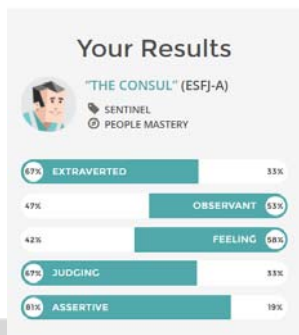 Your Results
"THE CONSUL" (ESFJ-A)
SENTINEL
PEOPLE MASTERY
67% EXTRAVERTED 33%
47% OBSERVANT 53%
42% FEELING 58%
67% JUDGING 33%
81% ASSERTIVE 19%